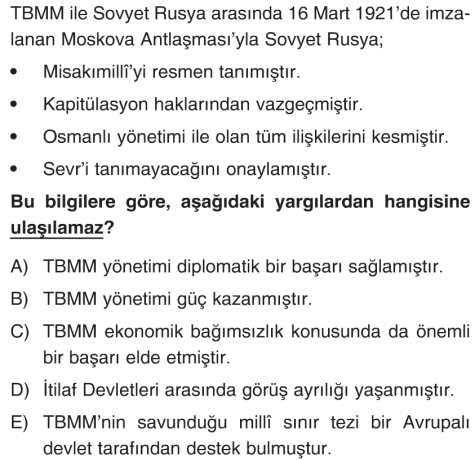 TBMM ile Sovyet Rusya arasında 16 Mart 1921'de imza-
lanan Moskova Antlaşması'yla Sovyet Rusya;
• Misakımillî'yi resmen tanımıştır.
• Kapitülasyon haklarından vazgeçmiştir.
• Osmanlı yönetimi ile olan tüm ilişkilerini kesmiştir.
• Sevr'i tanımayacağını onaylamıştır.
Bu bilgilere göre, aşağıdaki yargılardan hangisine
ulaşılamaz?
A) TBMM yönetimi diplomatik bir başarı sağlamıştır.
B) TBMM yönetimi güç kazanmıştır.
C) TBMM ekonomik bağımsızlık konusunda da önemli
bir başarı elde etmiştir.
D) İtilaf Devletleri arasında görüş ayrılığı yaşanmıştır.
E) TBMM'nin savunduğu millî sınır tezi bir Avrupalı
devlet tarafından destek bulmuştur.